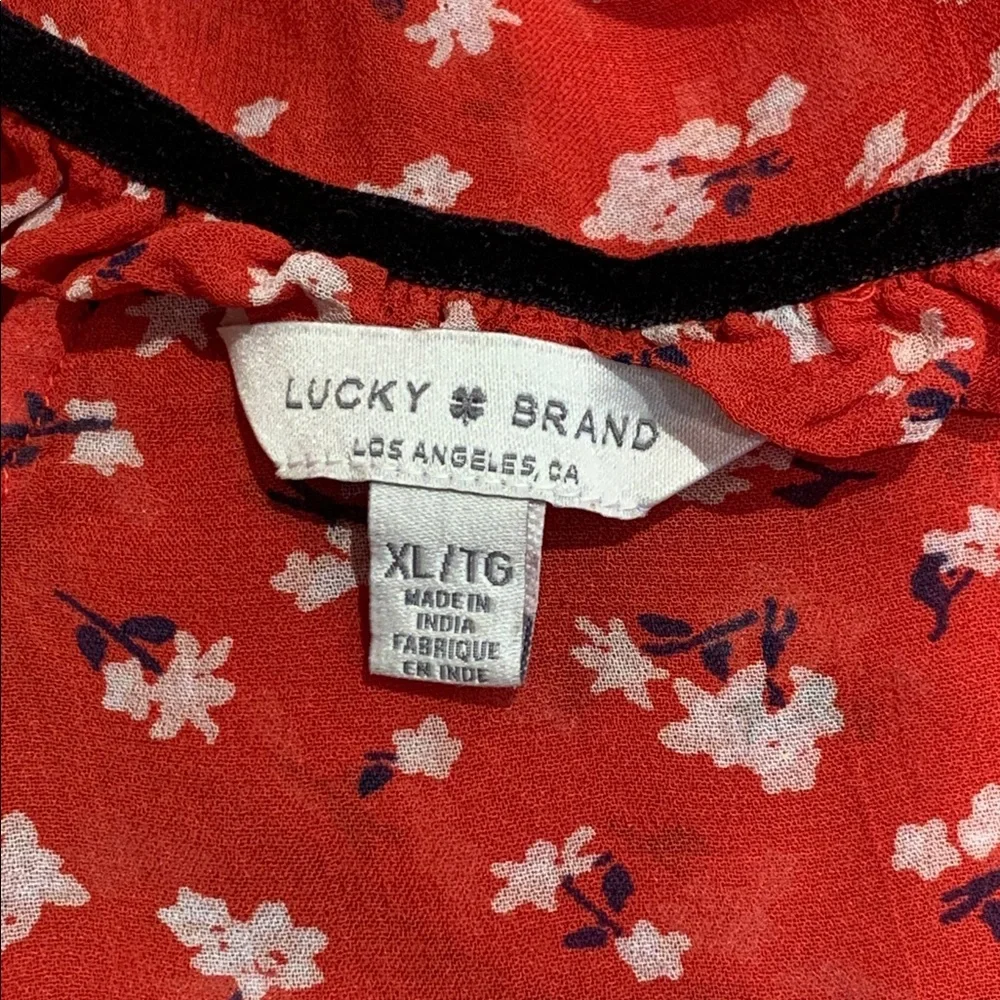 LUCKY BRAND
LOS ANGELES, CA
XL/TG
MADE IN
INDIA
FABRIQUE
EN INDE